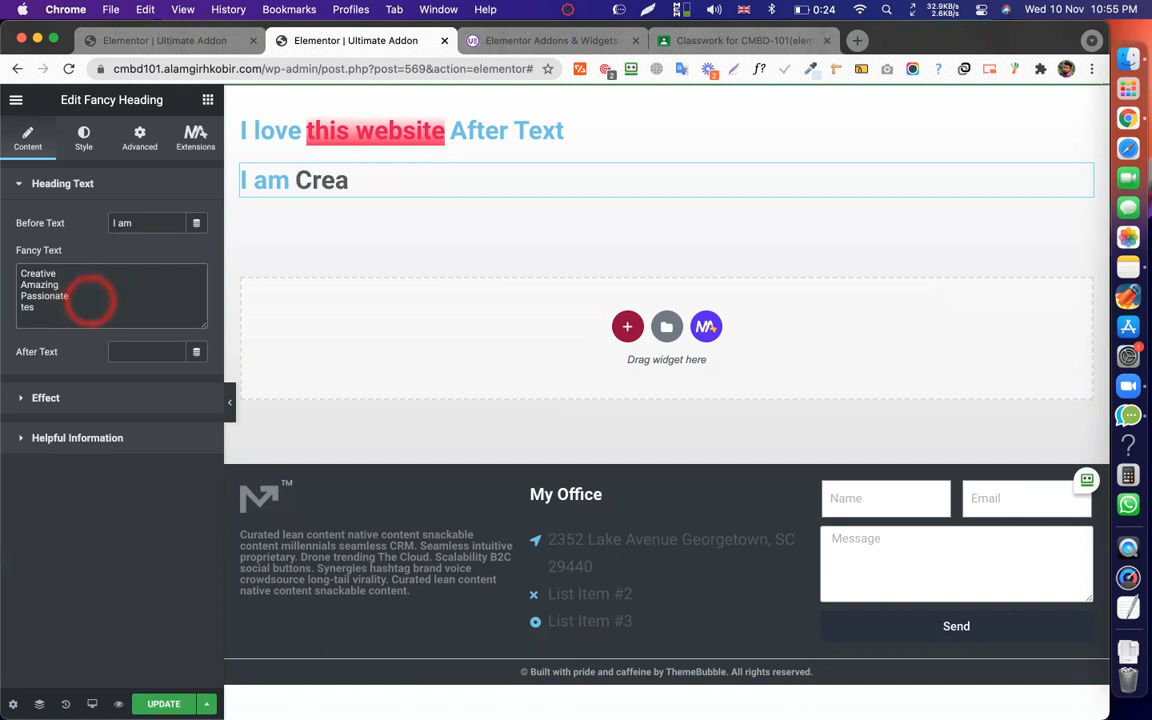 Chrome File Edit View History Bookmarks Profiles Tab Window Help 0:24 32.9KB/s 2.6KB/s Wed 10 Nov 10:55 PM
Elementor | Ultimate Addon Elementor | Ultimate Addon Elementor Addons & Widgets Classwork for CMBD-101(elem
cmbd101.alamgirhkobir.com/wp-admin/post.php?post=569&action=elementor#
Edit Fancy Heading
Content Style Advanced Extensions
Heading Text
Before Text I am
Fancy Text
Creative
Amazing
Passionate
tes
After Text
Effect
Helpful Information
UPDATE
I love this website After Text
I am Crea
Drag widget here
TM
Curated lean content native content snackable
content millennials seamless CRM. Seamless intuitive
proprietary. Drone trending The Cloud. Scalability B2C
social buttons. Synergies hashtag brand voice
crowdsource long-tail virality. Curated lean content
native content snackable content.
My Office
2352 Lake Avenue Georgetown, SC
29440
List Item #2
List Item #3
Name Email
Message
Send
© Built with pride and caffeine by ThemeBubble. All rights reserved.